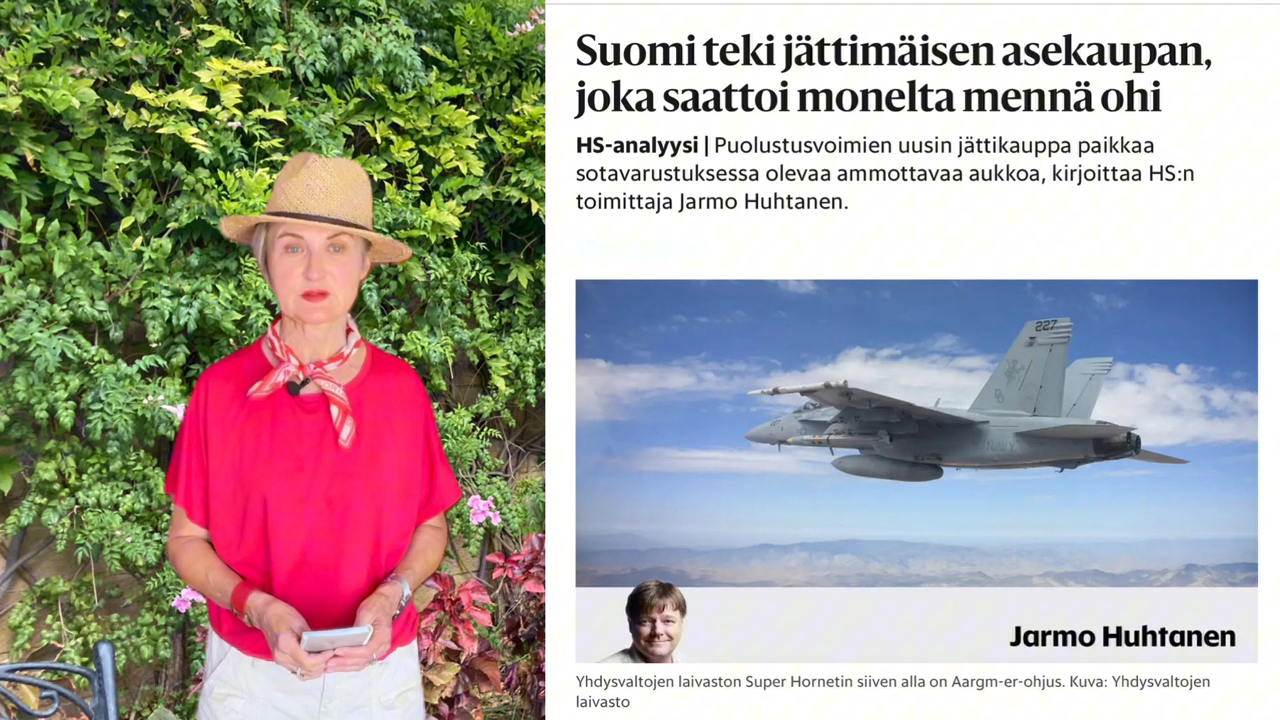 Suomi teki jättimäisen asekaupan,
joka saattoi monelta mennä ohi
HS-analyysi | Puolustusvoimien uusin jättikauppa paikkaa
sotavarustuksessa olevaa ammottavaa aukkoa, kirjoittaa HS:n
toimittaja Jarmo Huhtanen.
227
NAVY
Jarmo Huhtanen
Yhdysvaltojen laivaston Super Hornetin siiven alla on Aargm-er-ohjus. Kuva: Yhdysvaltojen
laivasto